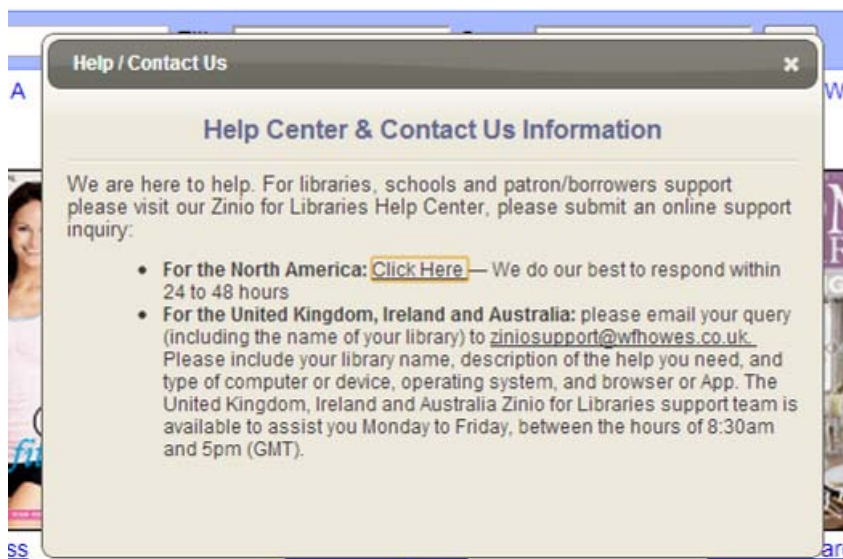 Help / Contact Us
A
W
Help Center & Contact Us Information
We are here to help. For libraries, schools and patron/borrowers support
please visit our Zinio for Libraries Help Center, please submit an online support
inquiry:
• For the North America: Click Here — We do our best to respond within
24 to 48 hours
• For the United Kingdom, Ireland and Australia: please email your query
(including the name of your library) to ziniosupport@wfhowes.co.uk.
Please include your library name, description of the help you need, and
type of computer or device, operating system, and browser or App. The
United Kingdom, Ireland and Australia Zinio for Libraries support team is
available to assist you Monday to Friday, between the hours of 8:30am
and 5pm (GMT).
fit
ss